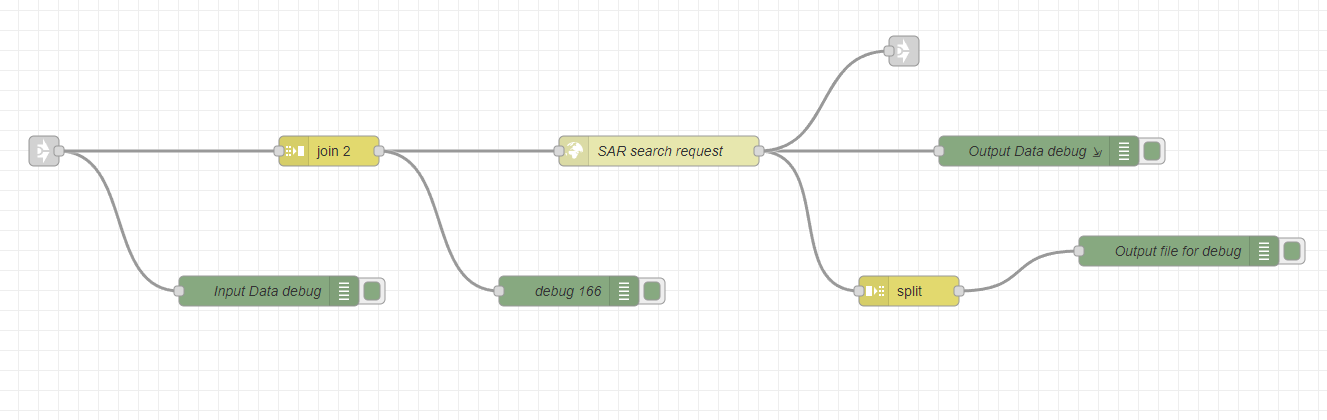 join 2
SAR search request
Output Data debug
Output file for debug
Input Data debug
debug 166
split